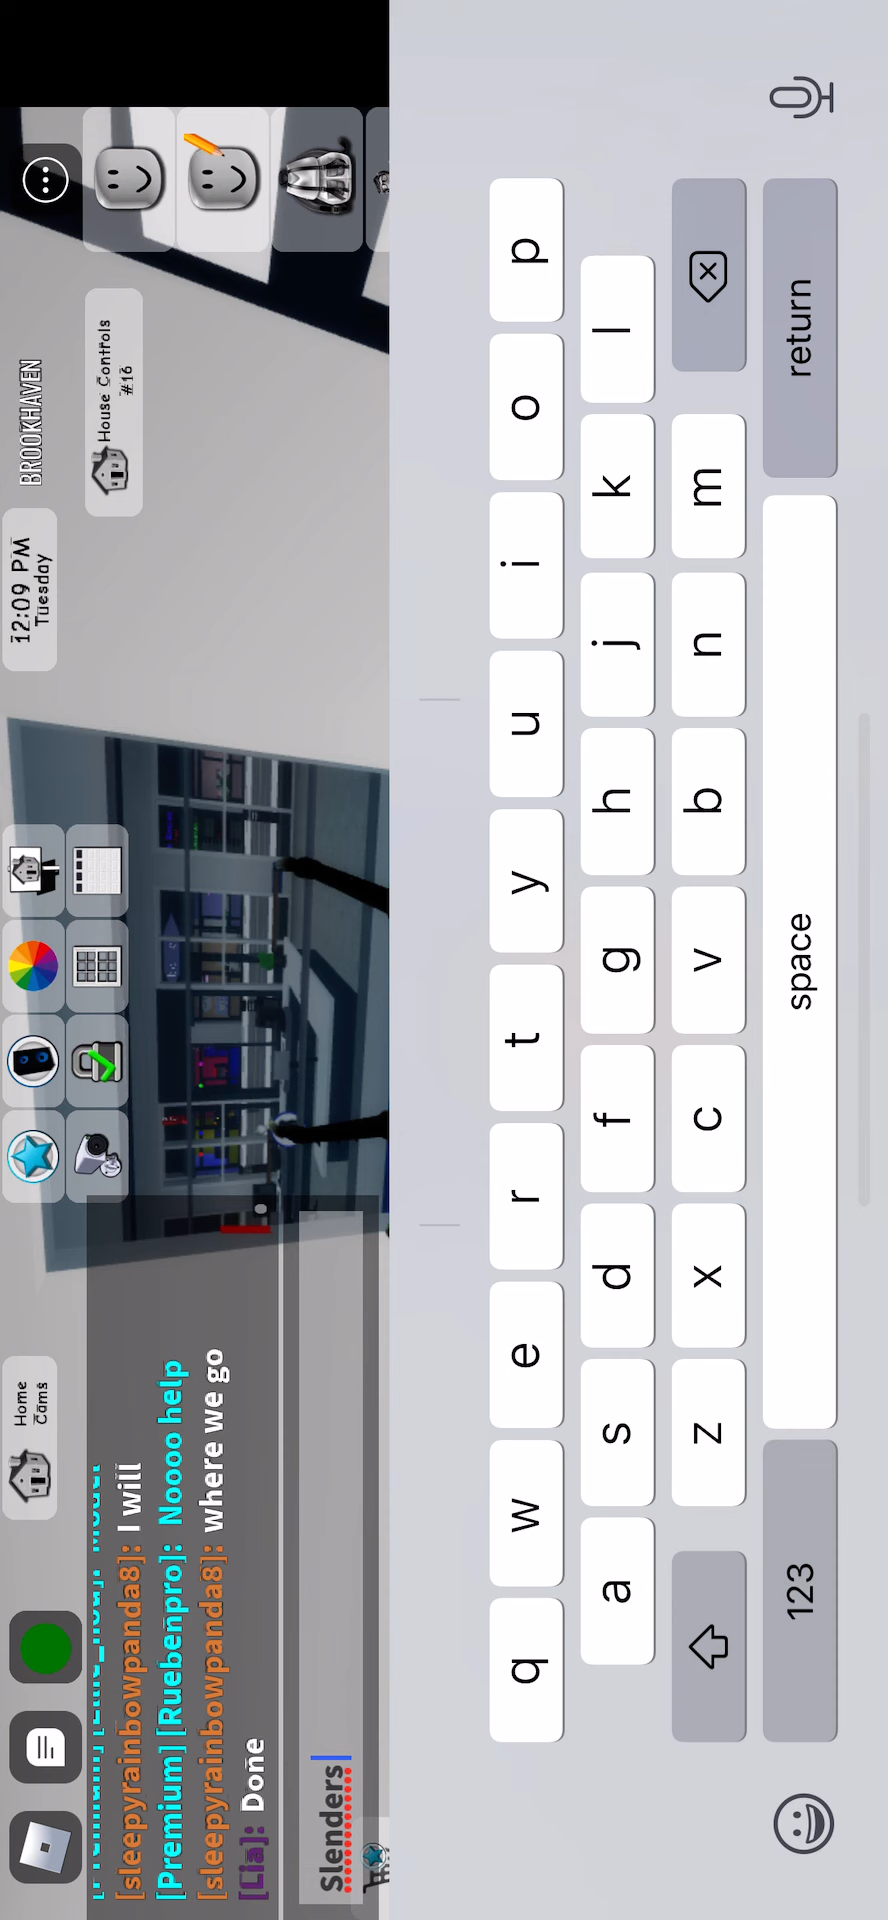 BROOKHAVEN
12:09 PM
Tuesday
House Controls
#16
Home
Cams
[sleepyrainbowpanda8]: I will
[Premium] [Ruebenpro]: Noooo help
[sleepyrainbowpanda8]: where we go
[Lia]: Done
Slenders
q w e r t y u i o p
a s d f g h j k l
z x c v b n m
123 space return